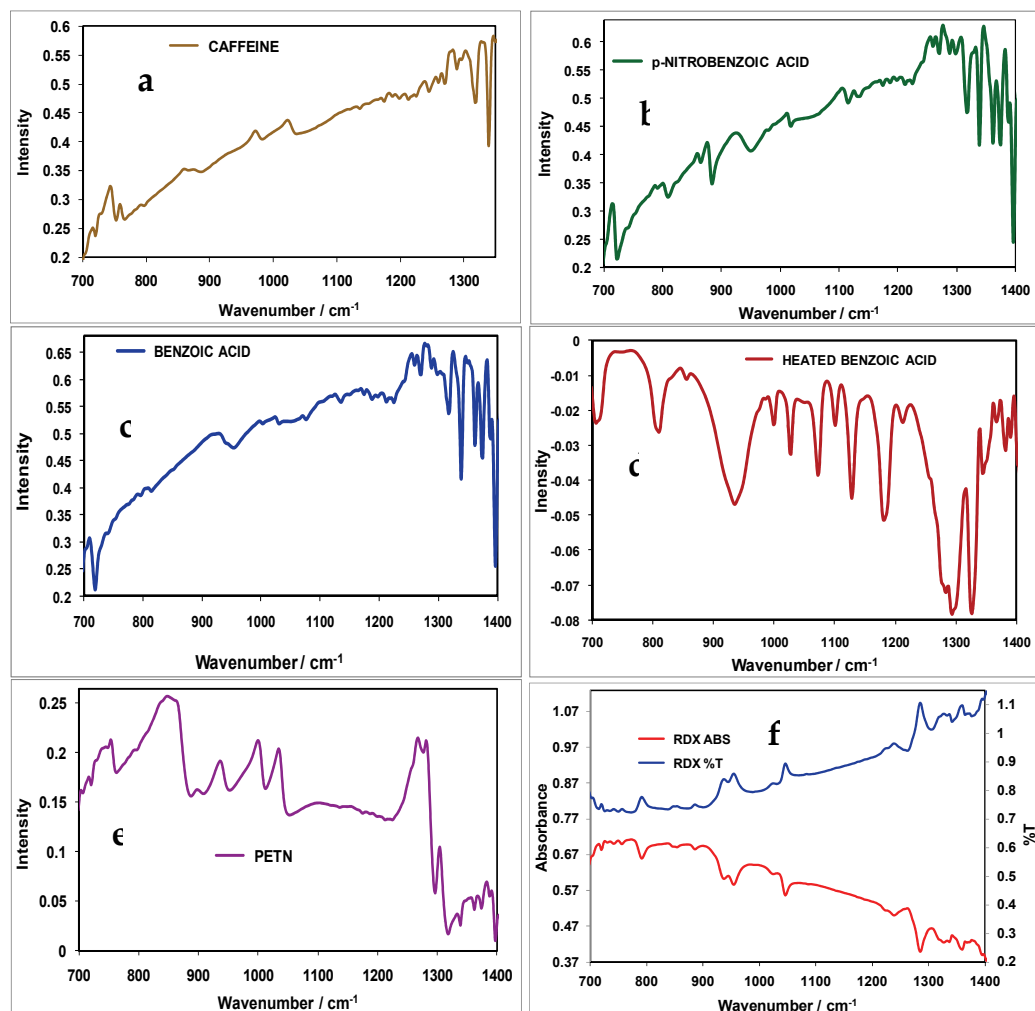 0.6
0.55
0.5
0.45
0.4
0.35
0.3
0.25
0.2
Intensity
CAFFEINE
a
700 800 900 1000 1100 1200 1300
Wavenumber / cm-1
0.6
0.55
0.5
0.45
0.4
0.35
0.3
0.25
0.2
Intensity
p-NITROBENZOIC ACID
b
700 800 900 1000 1100 1200 1300 1400
Wavenumber / cm-1
0.65
0.6
0.55
0.5
0.45
0.4
0.35
0.3
0.25
0.2
Intensity
BENZOIC ACID
c
700 800 900 1000 1100 1200 1300 1400
Wavenumber / cm-1
0
-0.01
-0.02
-0.03
-0.04
-0.05
-0.06
-0.07
-0.08
Inensity
HEATED BENZOIC ACID
700 800 900 1000 1100 1200 1300 1400
Wavenumber / cm-1
0.25
0.2
0.15
0.1
0.05
0
Intensity
PETN
e
700 800 900 1000 1100 1200 1300 1400
Wavenumber / cm-1
1.07
0.97
0.87
0.77
0.67
0.57
0.47
0.37
Absorbance
RDX ABS
RDX %T
f
1.1
1
0.9
0.8
0.7
0.6
0.5
0.4
0.3
0.2
%T
700 800 900 1000 1100 1200 1300 1400
Wavenumber / cm-1